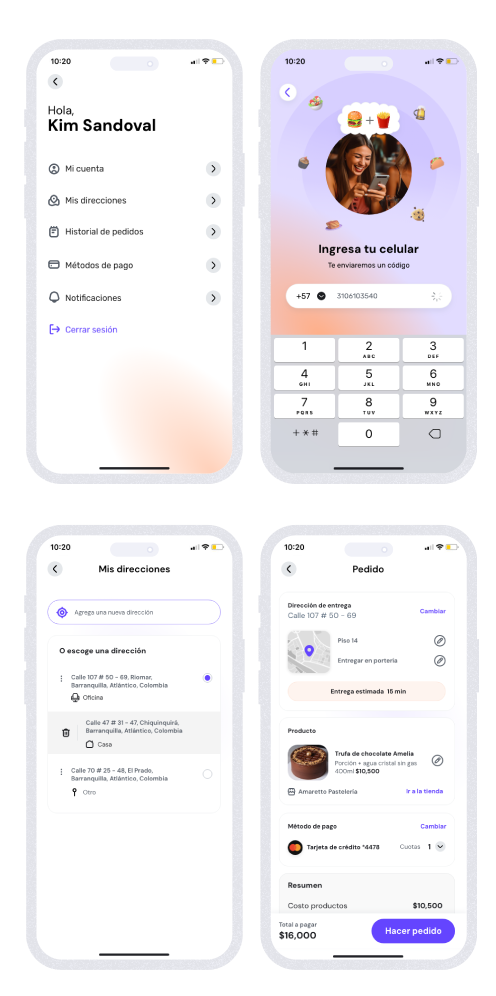 10:20
Hola,
Kim Sandoval
Mi cuenta
Mis direcciones
Historial de pedidos
Métodos de pago
Notificaciones
Cerrar sesión
10:20
Ingresa tu celular
Te enviaremos un código
+57 3106103540
1 2 3
ABC DEF
4 5 6
GHI JKL MNO
7 8 9
PQRS TUV WXYZ
+*# 0
10:20
Mis direcciones
Agrega una nueva dirección
O escoge una dirección
Calle 107 # 50 - 69, Riomar,
Barranquilla, Atlántico, Colombia
Oficina
Calle 47 # 31 - 47, Chiquinquirá,
Barranquilla, Atlántico, Colombia
Casa
Calle 70 # 25 - 48, El Prado,
Barranquilla, Atlántico, Colombia
Otro
10:20
Pedido
Dirección de entrega
Calle 107 # 50 - 69
Cambiar
Piso 14
Entregar en portería
Entrega estimada 15 min
Producto
Trufa de chocolate Amelia
Porción + agua cristal sin gas
400ml $10,500
Amaretto Pastelería Ir a la tienda
Método de pago Cambiar
Tarjeta de crédito *4478 Cuotas 1
Resumen
Costo productos $10,500
Total a pagar
$16,000
Hacer pedido